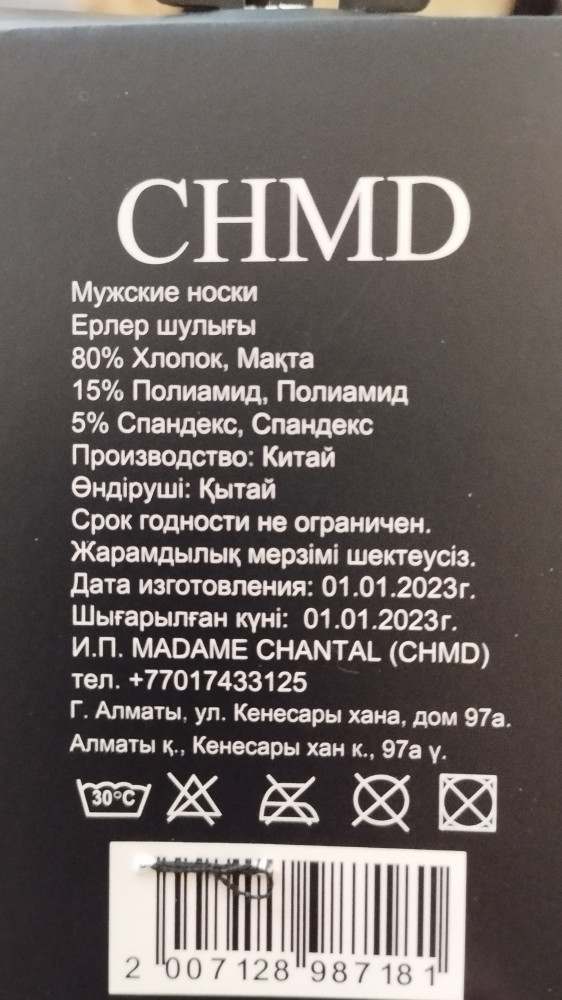 CHMD
Мужские носки
Ерлер шулығы
80% Хлопок, Мақта
15% Полиамид, Полиамид
5% Спандекс, Спандекс
Производство: Китай
Өндіруші: Қытай
Срок годности не ограничен.
Жарамдылық мерзімі шектеусіз.
Дата изготовления: 01.01.2023г.
Шығарылған күні: 01.01.2023г.
И.П. MADAME CHANTAL (CHMD)
тел. +77017433125
Г. Алматы, ул. Кенесары хана, дом 97а.
Алматы қ., Кенесары хан к., 97а ү.
30°C
2 007128 987181